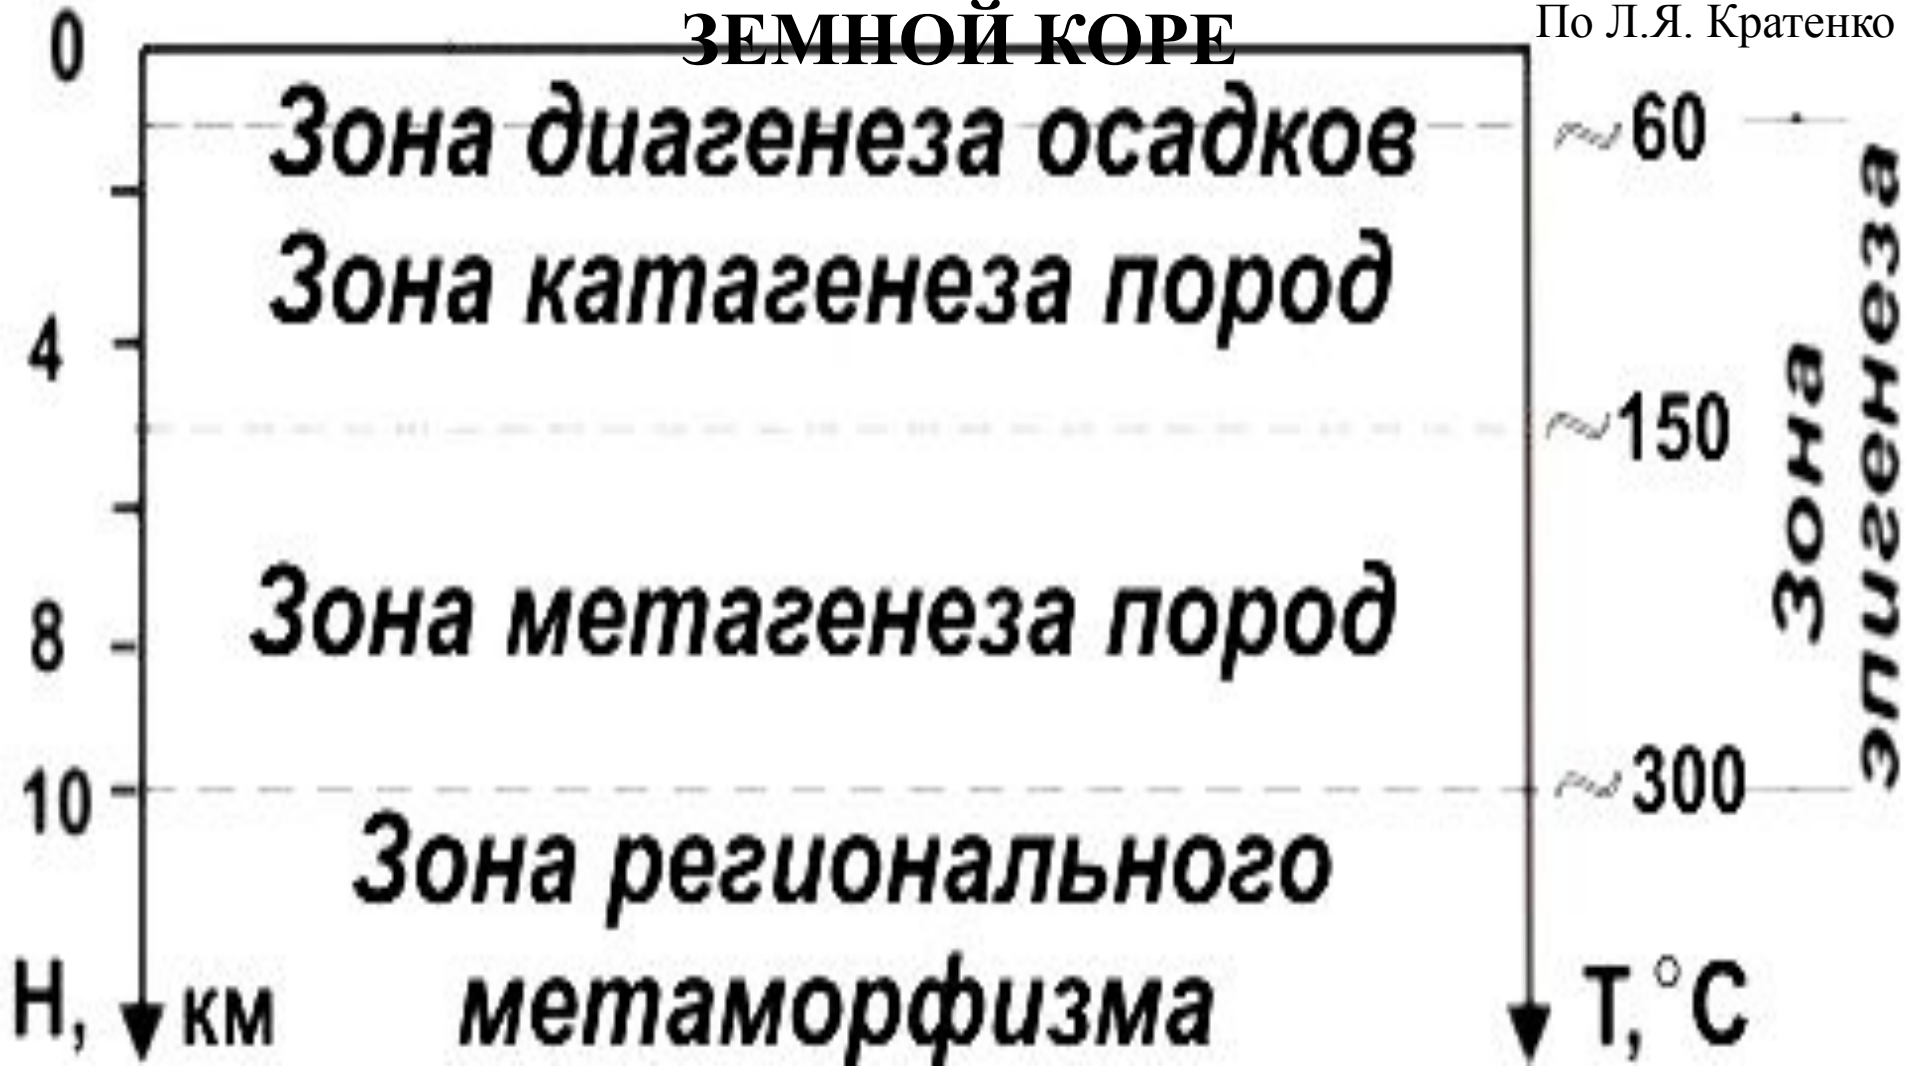 ЗЕМНОЙ КОРЕ
По Л.Я. Кратенко
0
Зона диагенеза осадков
~60
Зона катагенеза пород
4
~150
Зона
эпигенеза
8
Зона метагенеза пород
10
~300
Зона регионального
метаморфизма
Н, км
Т,°С